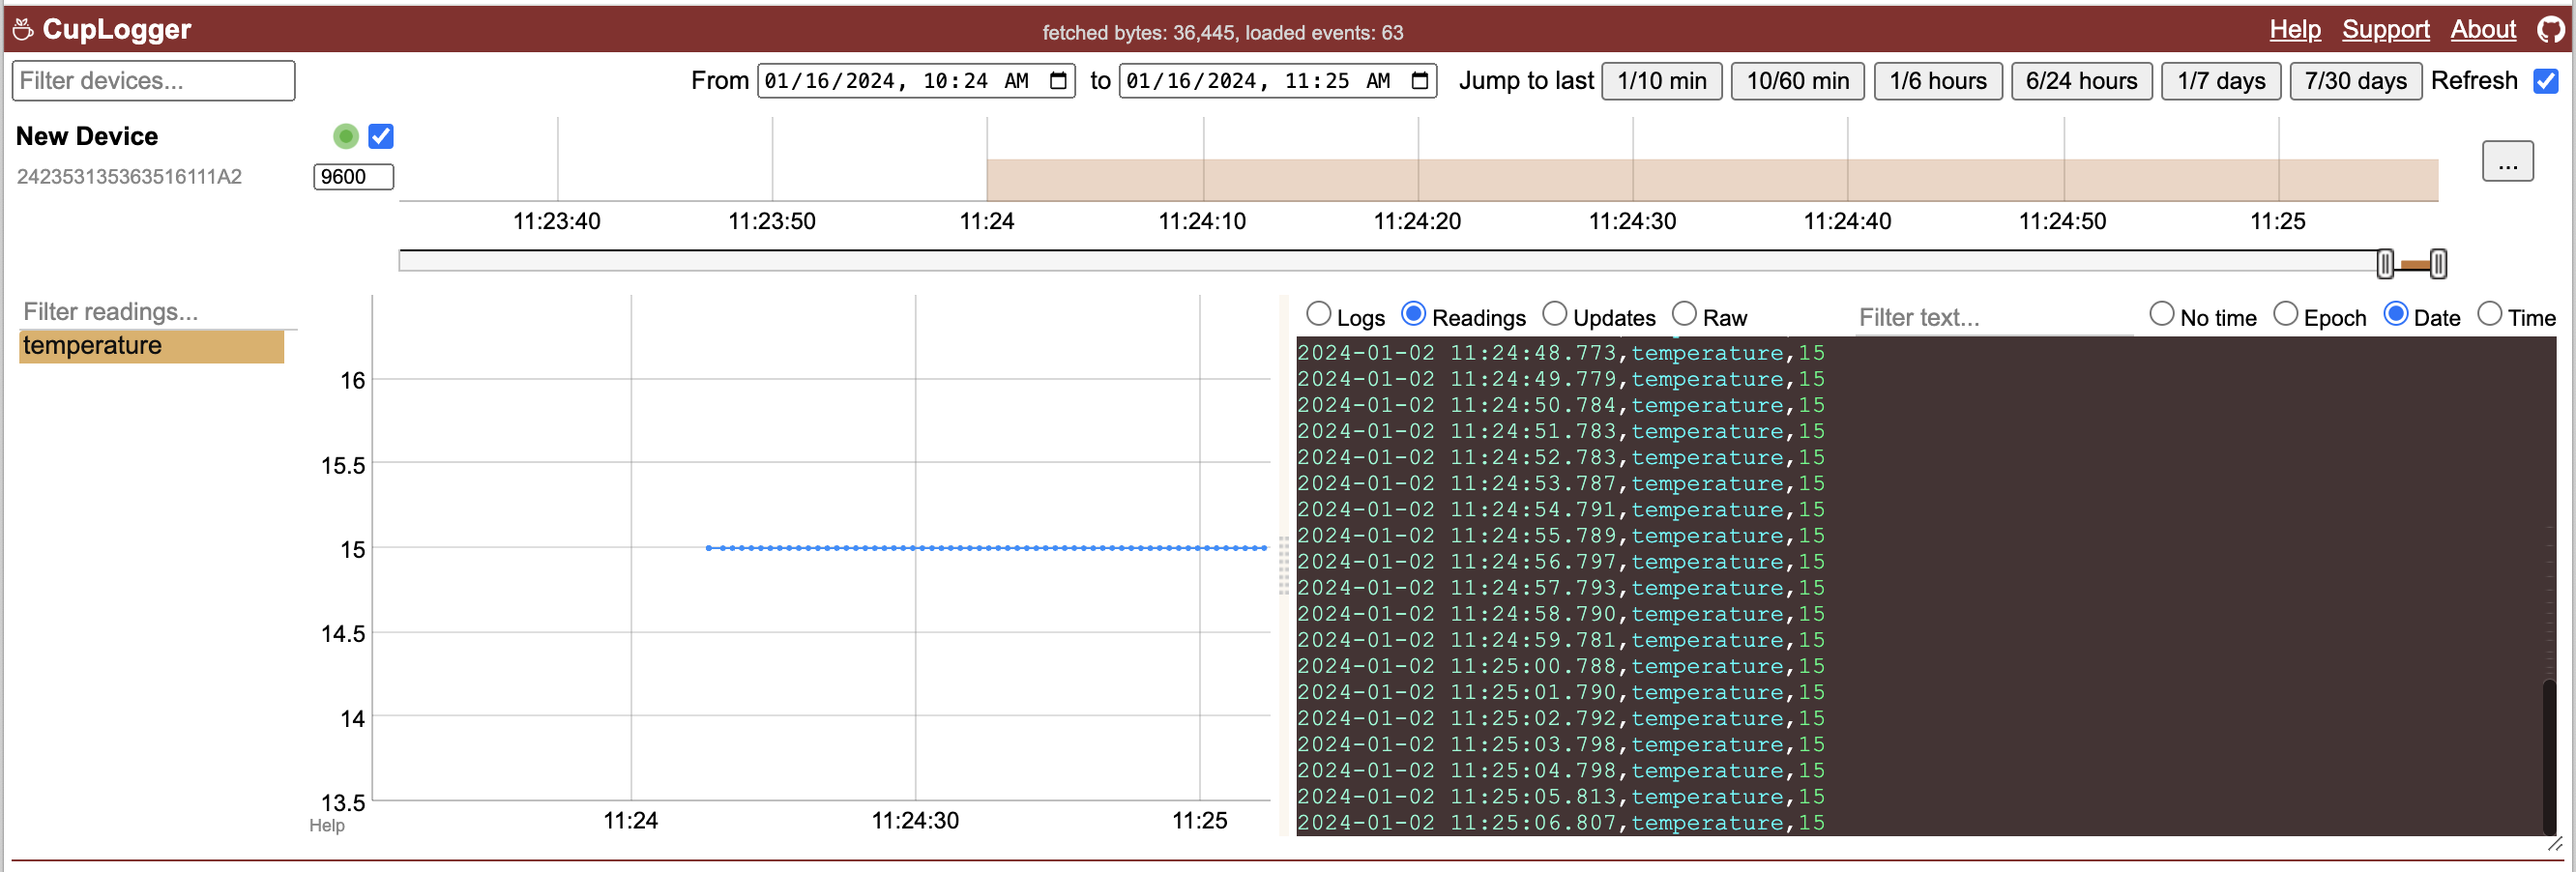 CupLogger
fetched bytes: 36,445, loaded events: 63
Help Support About
Filter devices...
From 01/16/2024, 10:24 AM to 01/16/2024, 11:25 AM Jump to last 1/10 min 10/60 min 1/6 hours 6/24 hours 1/7 days 7/30 days Refresh
New Device
242353135363516111A2 9600
...
11:23:40 11:23:50 11:24 11:24:10 11:24:20 11:24:30 11:24:40 11:24:50 11:25
Filter readings...
temperature
16
15.5
15
14.5
14
13.5
Help
11:24 11:24:30 11:25
Logs Readings Updates Raw Filter text... No time Epoch Date Time
2024-01-02 11:24:48.773,temperature,15
2024-01-02 11:24:49.779,temperature,15
2024-01-02 11:24:50.784,temperature,15
2024-01-02 11:24:51.783,temperature,15
2024-01-02 11:24:52.783,temperature,15
2024-01-02 11:24:53.787,temperature,15
2024-01-02 11:24:54.791,temperature,15
2024-01-02 11:24:55.789,temperature,15
2024-01-02 11:24:56.797,temperature,15
2024-01-02 11:24:57.793,temperature,15
2024-01-02 11:24:58.790,temperature,15
2024-01-02 11:24:59.781,temperature,15
2024-01-02 11:25:00.788,temperature,15
2024-01-02 11:25:01.790,temperature,15
2024-01-02 11:25:02.792,temperature,15
2024-01-02 11:25:03.798,temperature,15
2024-01-02 11:25:04.798,temperature,15
2024-01-02 11:25:05.813,temperature,15
2024-01-02 11:25:06.807,temperature,15